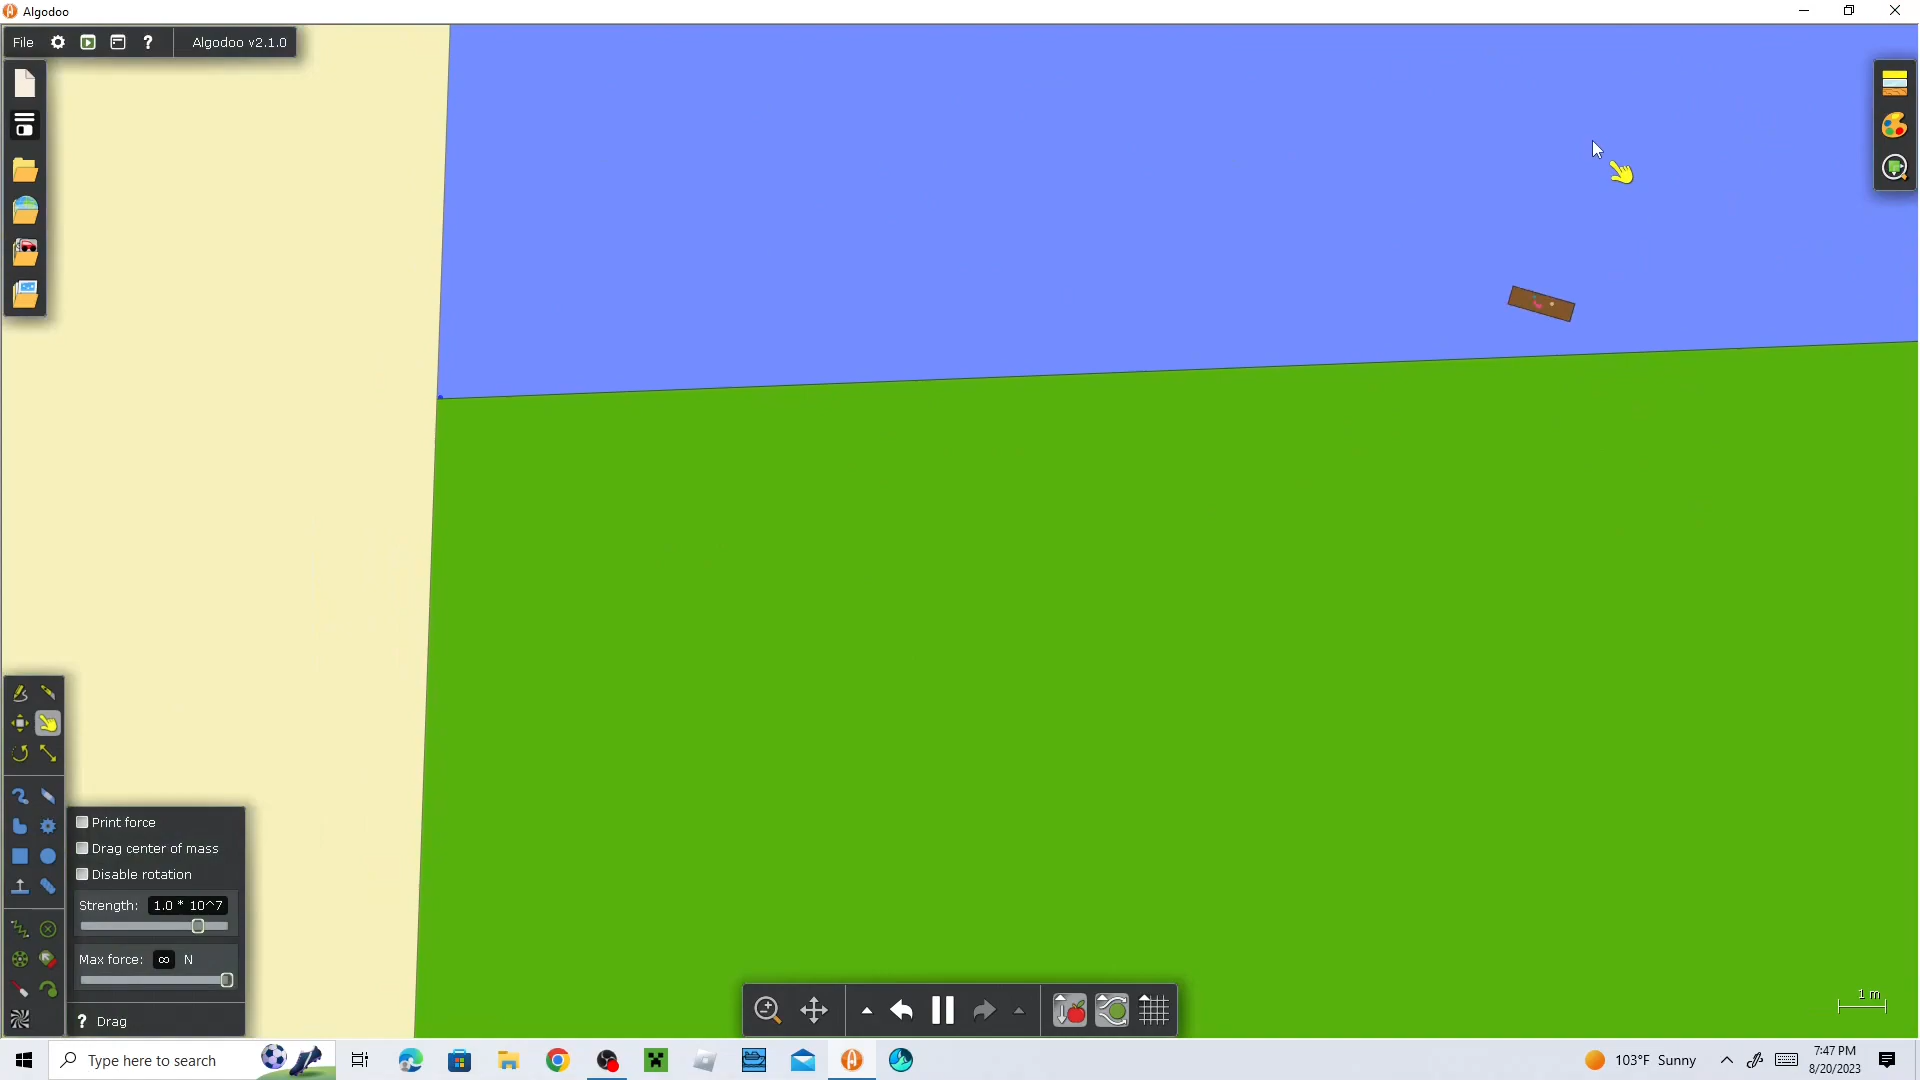 Algodoo
File
?
Algodoo v2.1.0
Print force
Drag center of mass
Disable rotation
Strength: 1.0 * 10^7
Max force: ∞ N
? Drag
1 m
Type here to search
103°F Sunny
7:47 PM
8/20/2023